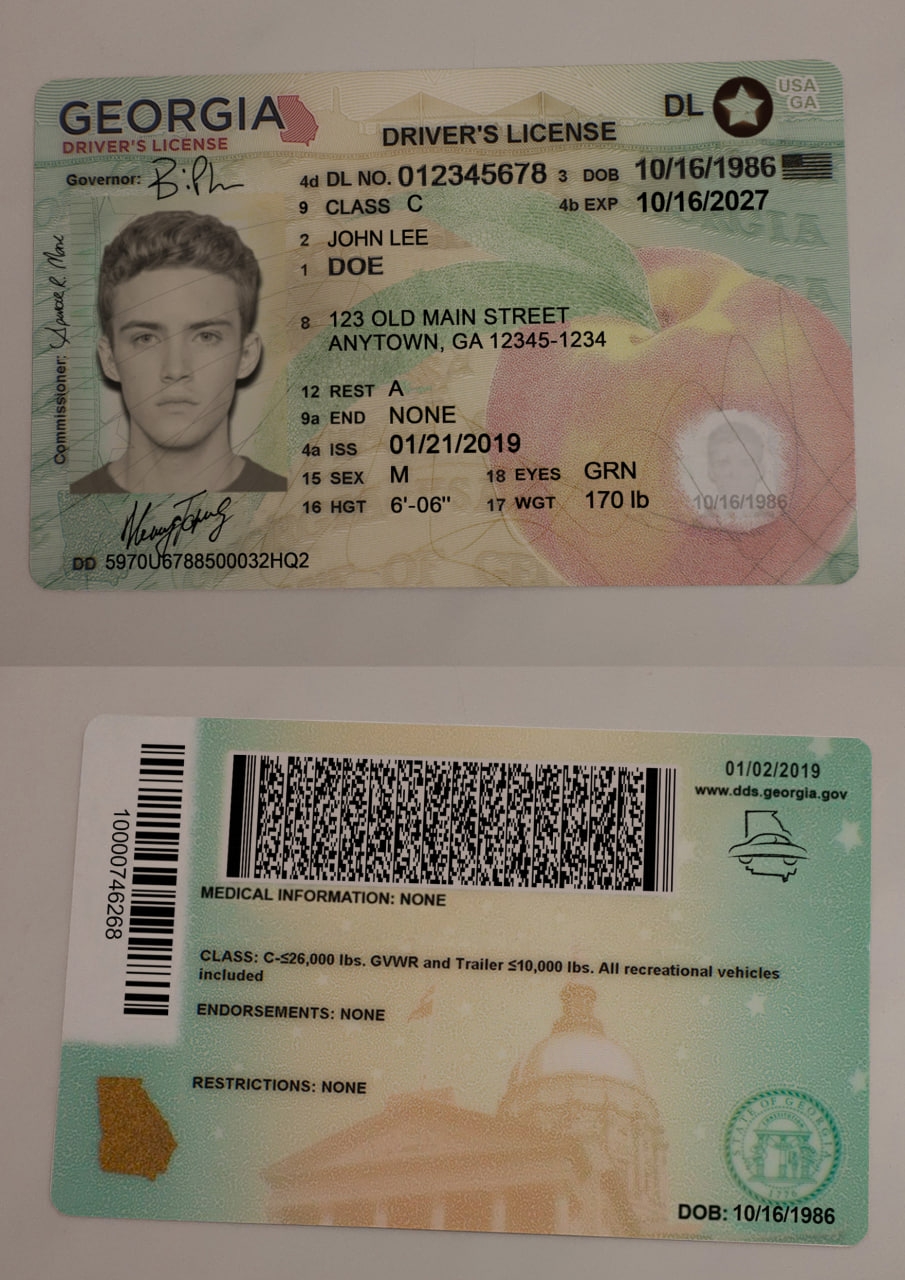 GEORGIA
DRIVER'S LICENSE
DRIVER'S LICENSE
DL
USA
GA
Governor:
Commissioner:
4d DL NO. 012345678 3 DOB 10/16/1986
9 CLASS C 4b EXP 10/16/2027
2 JOHN LEE
1 DOE
8 123 OLD MAIN STREET
ANYTOWN, GA 12345-1234
12 REST A
9a END NONE
4a ISS 01/21/2019
15 SEX M 18 EYES GRN
16 HGT 6'-06" 17 WGT 170 lb
10/16/1986
DD 5970U6788500032HQ2
10000746268
01/02/2019
www.dds.georgia.gov
MEDICAL INFORMATION: NONE
CLASS: C-≤26,000 lbs. GVWR and Trailer ≤10,000 lbs. All recreational vehicles
included
ENDORSEMENTS: NONE
RESTRICTIONS: NONE
STATE OF GEORGIA
1776
DOB: 10/16/1986